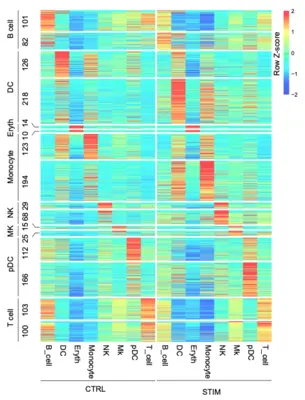 B cell
DC
Eryth
Monocyte
NK
MK
pDC
T cell
101
82
126
218
14
10
123
194
29
68
15
25
112
166
103
100
2
1
0
−1
−2
Row Z-score
B_cell
DC
Eryth
Monocyte
NK
Mk
pDC
T_cell
B_cell
DC
Eryth
Monocyte
NK
Mk
pDC
T_cell
CTRL
STIM